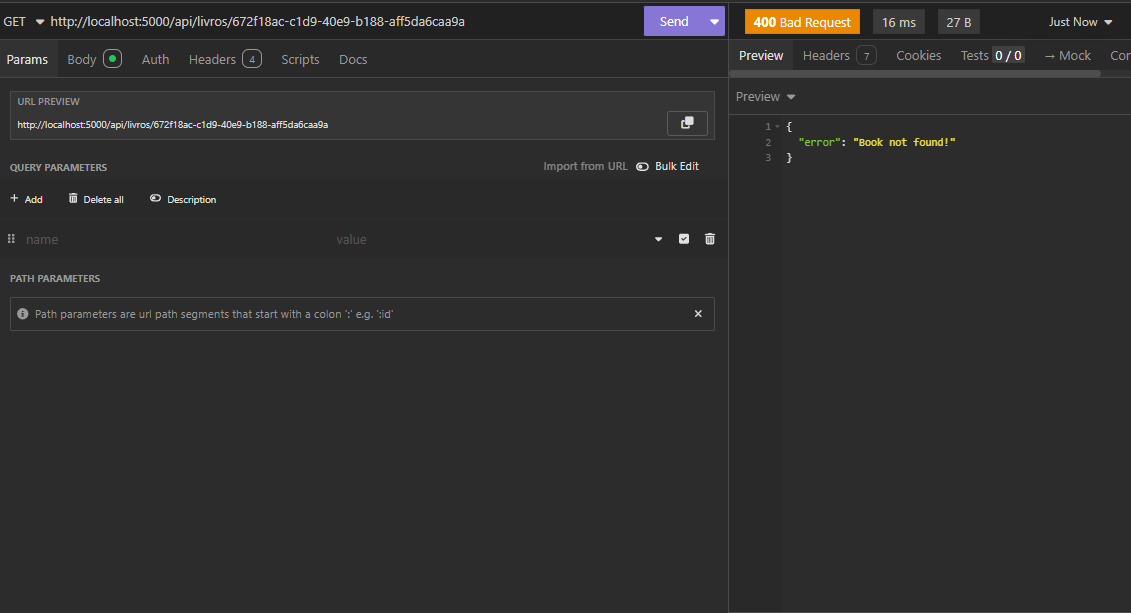 GET http://localhost:5000/api/livros/672f18ac-c1d9-40e9-b188-aff5da6caa9a Send
400 Bad Request 16 ms 27 B Just Now
Params Body Auth Headers 4 Scripts Docs
Preview Headers 7 Cookies Tests 0 / 0 → Mock Cor
URL PREVIEW
http://localhost:5000/api/livros/672f18ac-c1d9-40e9-b188-aff5da6caa9a
Preview
1 {
2 "error": "Book not found!"
3 }
QUERY PARAMETERS Import from URL Bulk Edit
+ Add Delete all Description
name value
PATH PARAMETERS
Path parameters are url path segments that start with a colon ':' e.g. ':id'